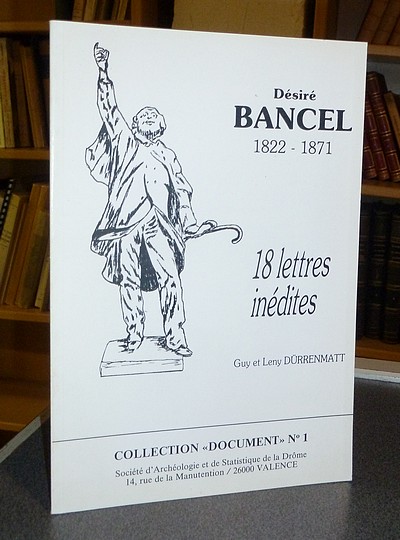 Désiré
BANCEL
1822 - 1871
18 lettres
inédites
Guy et Leny DÜRRENMATT
COLLECTION «DOCUMENT» Nº 1
Société d'Archéologie et de Statistique de la Drôme
14, rue de la Manutention / 26000 VALENCE